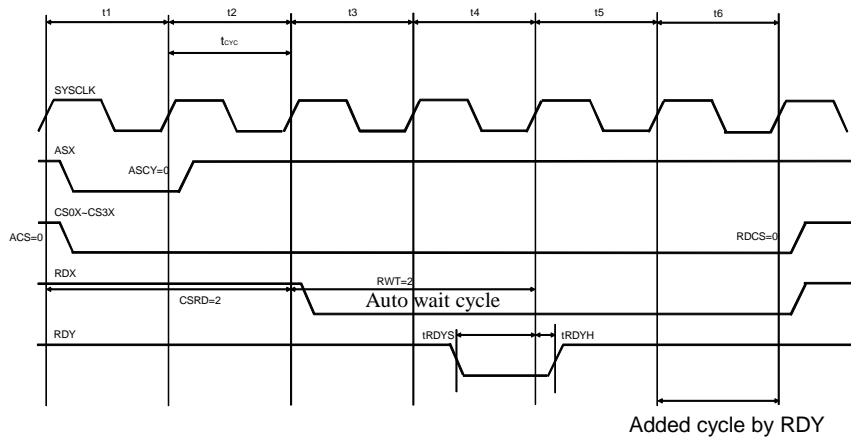 t1 t2 t3 t4 t5 t6
tCYC
SYSCLK
ASX
ASCY=0
CS0X~CS3X
ACS=0
RDCS=0
RDX
RWT=2
CSRD=2
Auto wait cycle
RDY
tRDYS
tRDYH
Added cycle by RDY